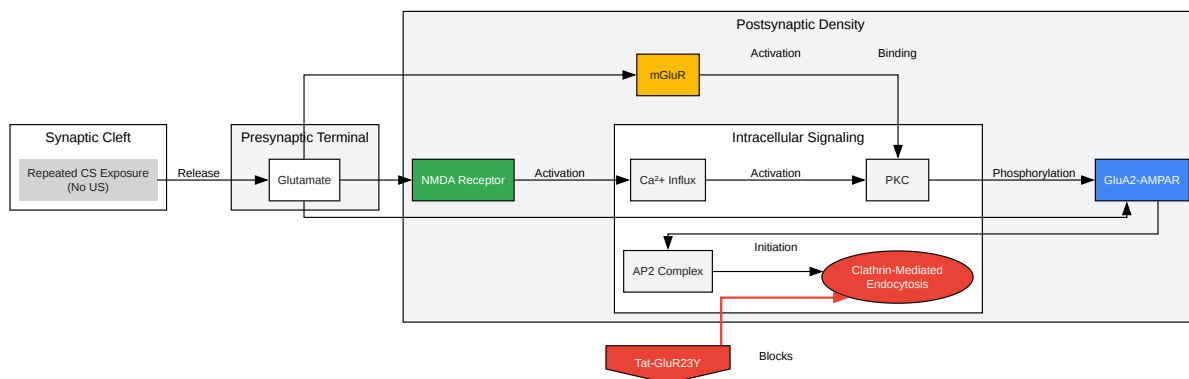 Postsynaptic Density
Activation
Binding
mGluR
Synaptic Cleft
Presynaptic Terminal
Intracellular Signaling
Repeated CS Exposure
(No US)
Release
Glutamate
NMDA Receptor
Activation
Ca²+ Influx
Activation
PKC
Phosphorylation
GluA2-AMPAR
AP2 Complex
Initiation
Clathrin-Mediated
Endocytosis
Tat-GluR23Y
Blocks